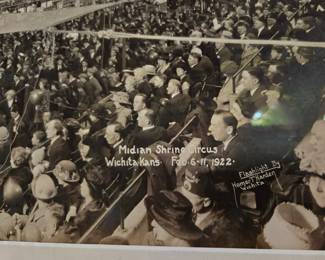 Midian Shrine Circus
Wichita Kans Feb. 6-11, 1922.
Flashlight By
Homer Harden
Wichita